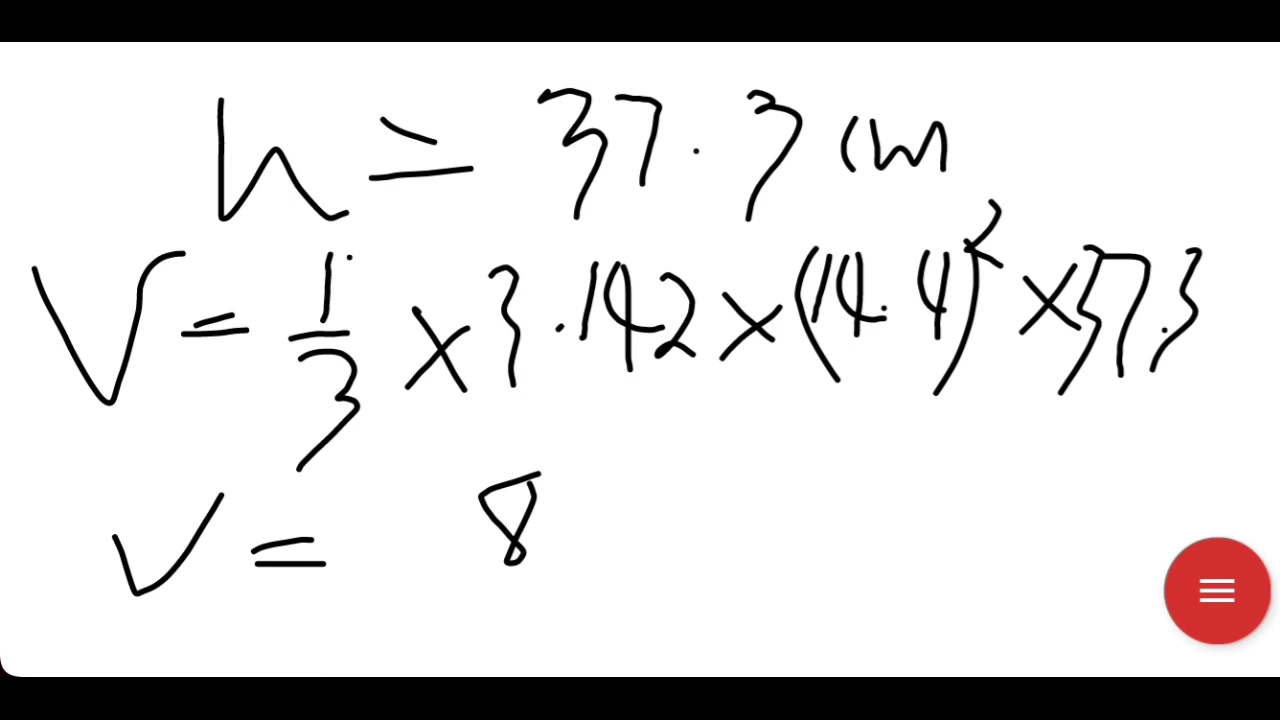 h = 37.3 cm
V = 1/3 × 3.142 × (14.4)² × 37.3
V = 8